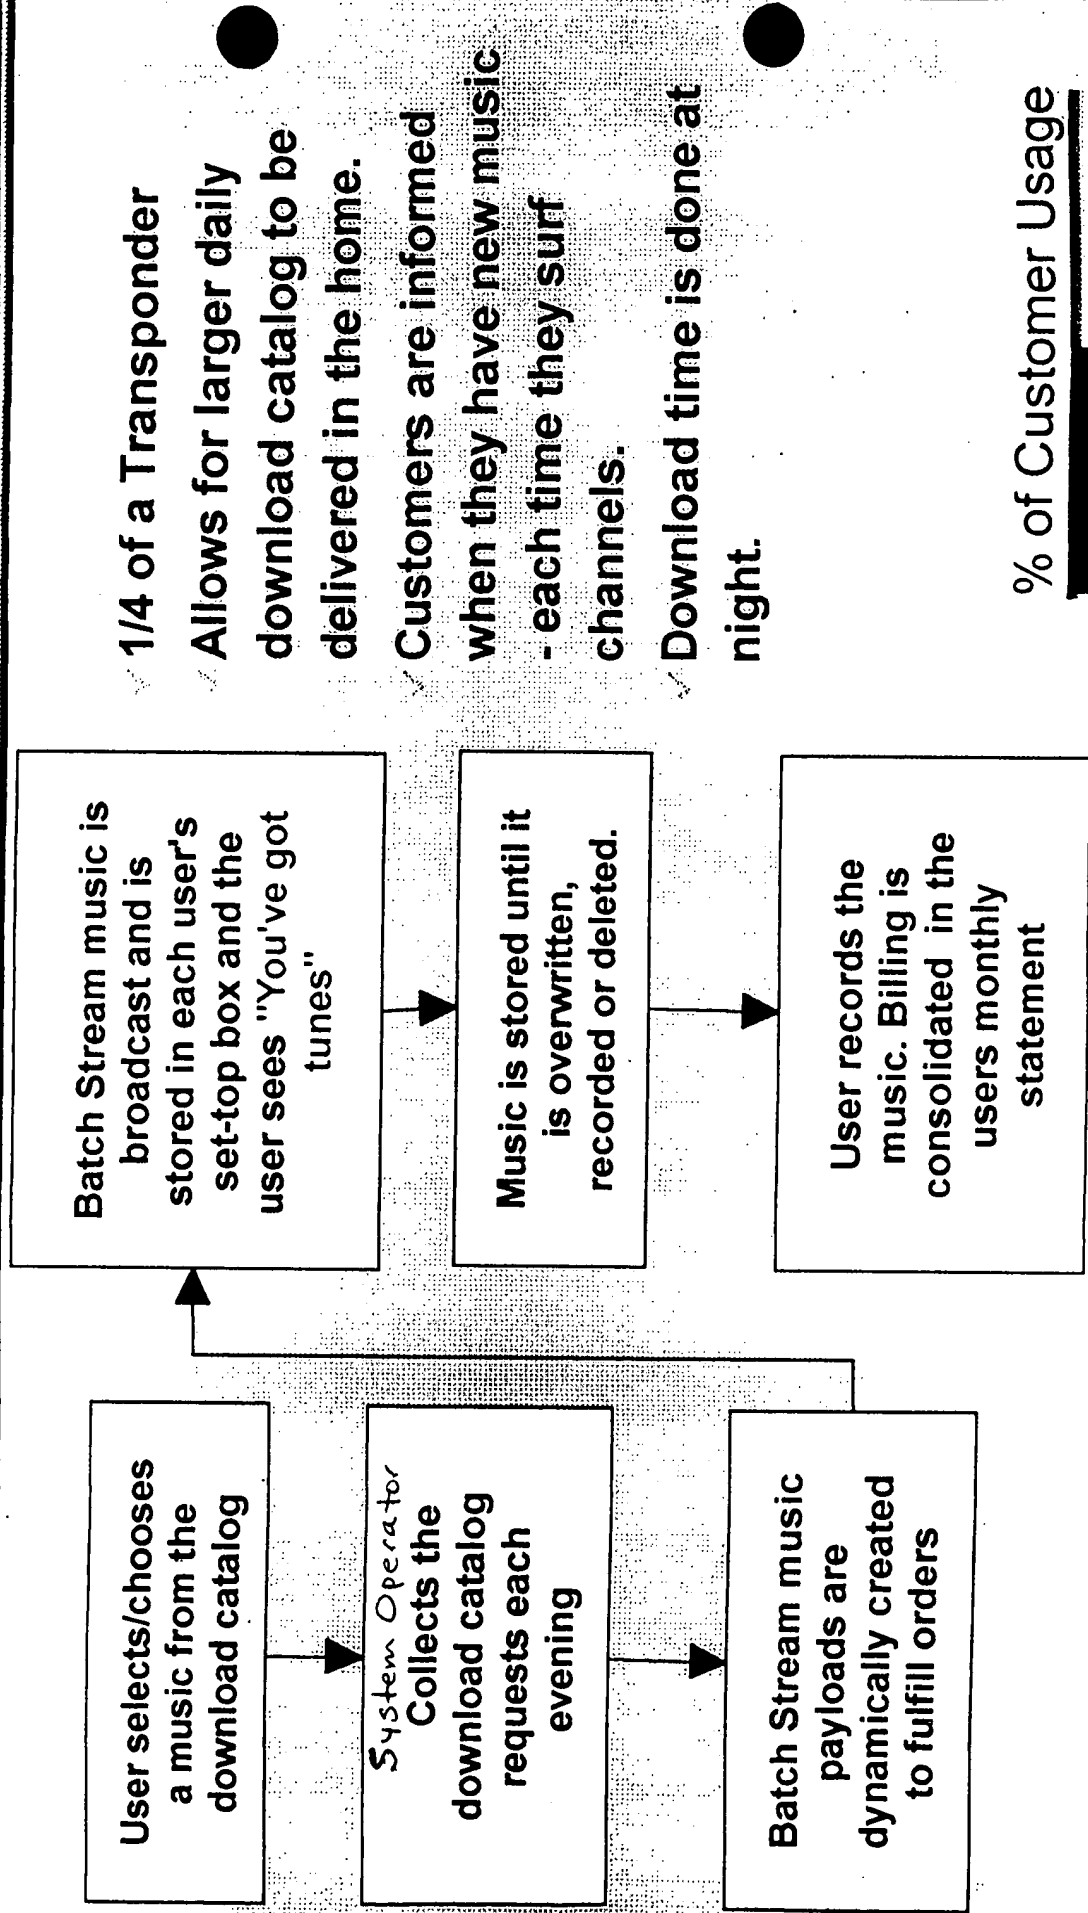 User selects/chooses
a music from the
download catalog
System Operator
Collects the
download catalog
requests each
evening
Batch Stream music
payloads are
dynamically created
to fulfill orders
Batch Stream music is
broadcast and is
stored in each user's
set-top box and the
user sees "You've got
tunes"
Music is stored until it
is overwritten,
recorded or deleted.
User records the
music. Billing is
consolidated in the
users monthly
statement
✓ 1/4 of a Transponder
✓ Allows for larger daily
download catalog to be
delivered in the home.
✓ Customers are informed
when they have new music
- each time they surf
channels.
✓ Download time is done at
night.
% of Customer Usage